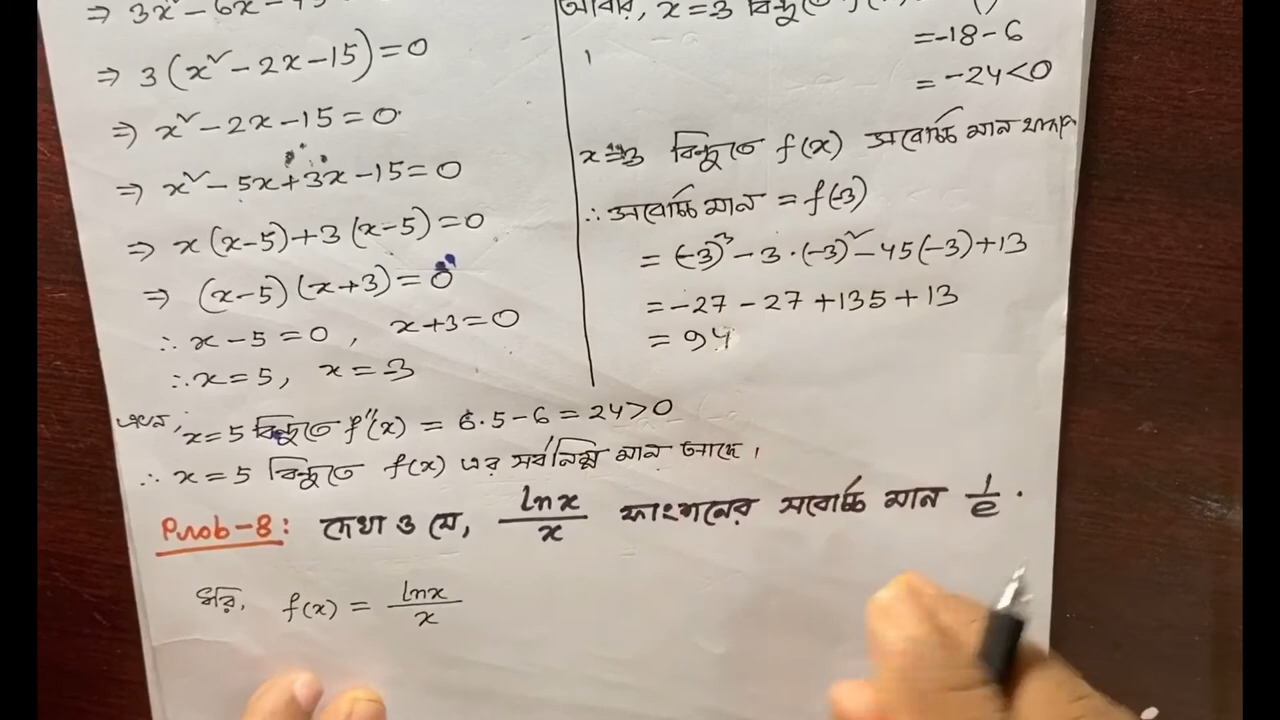 ⇒ 3x² - 6x - 45
⇒ 3(x² - 2x - 15) = 0
⇒ x² - 2x - 15 = 0
⇒ x² - 5x + 3x - 15 = 0
⇒ x(x-5) + 3(x-5) = 0
⇒ (x-5)(x+3) = 0
∴ x - 5 = 0, x + 3 = 0
∴ x = 5, x = -3
আবার, x = -3 বিন্দুতে
= -18 - 6
= -24 < 0
x = -3 বিন্দুতে f(x) সর্বোচ্চ মান
∴ সর্বোচ্চ মান = f(-3)
= (-3)³ - 3·(-3)² - 45(-3) + 13
= -27 - 27 + 135 + 13
= 94
এখন, x = 5 বিন্দুতে f''(x) = 6·5 - 6 = 24 > 0
∴ x = 5 বিন্দুতে f(x) এর সর্বনিম্ন মান আছে।
Prob-8: দেখাও যে, lnx/x ফাংশনের সর্বোচ্চ মান 1/e.
ধরি, f(x) = lnx/x